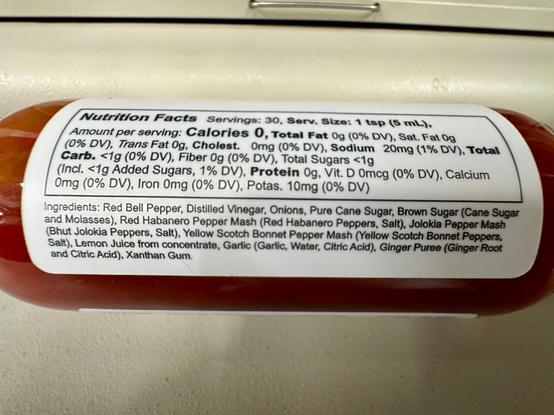 Nutrition Facts Servings: 30, Serv. Size: 1 tsp (5 mL),
Amount per serving: Calories 0, Total Fat 0g (0% DV), Sat. Fat 0g
(0% DV), Trans Fat 0g, Cholest. 0mg (0% DV), Sodium 20mg (1% DV), Total
Carb. <1g (0% DV), Fiber 0g (0% DV), Total Sugars <1g
(Incl. <1g Added Sugars, 1% DV), Protein 0g, Vit. D 0mcg (0% DV), Calcium
0mg (0% DV), Iron 0mg (0% DV), Potas. 10mg (0% DV)
Ingredients: Red Bell Pepper, Distilled Vinegar, Onions, Pure Cane Sugar, Brown Sugar (Cane Sugar
and Molasses), Red Habanero Pepper Mash (Red Habanero Peppers, Salt), Jolokia Pepper Mash
(Bhut Jolokia Peppers, Salt), Yellow Scotch Bonnet Pepper Mash (Yellow Scotch Bonnet Peppers,
Salt), Lemon Juice from concentrate, Garlic (Garlic, Water, Citric Acid), Ginger Puree (Ginger Root
and Citric Acid), Xanthan Gum.